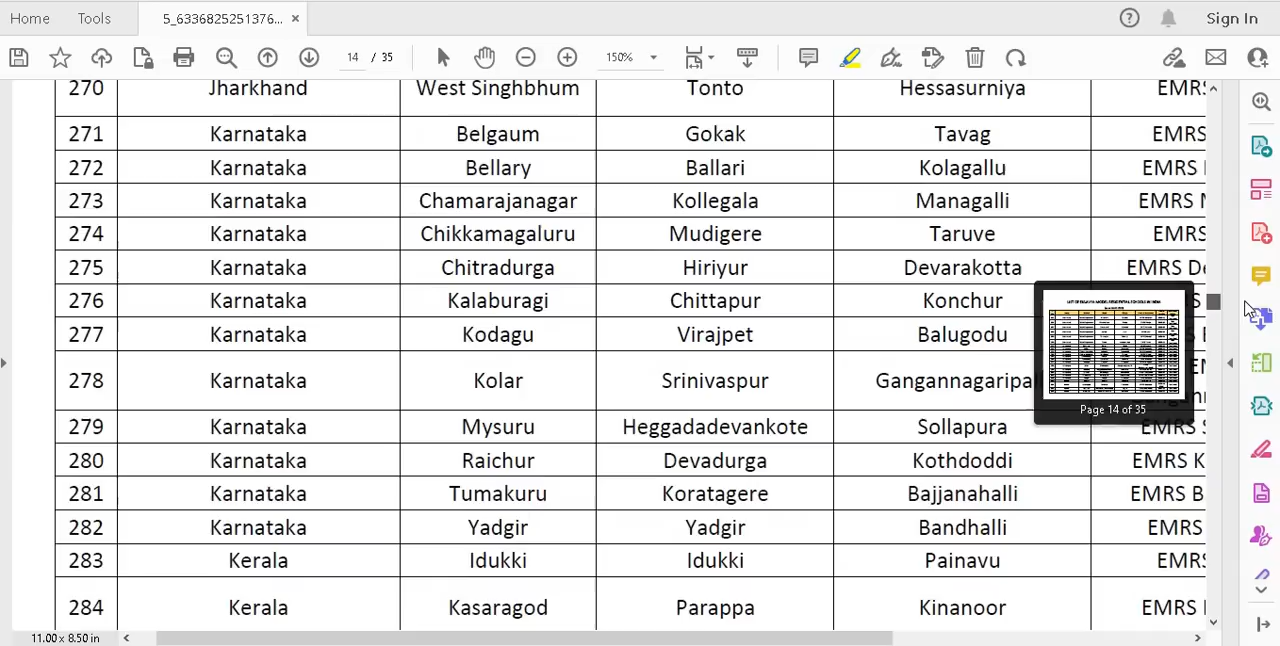 Home Tools 5_6336825251376... × Sign In
14 / 35 150%
270 Jharkhand West Singhbhum Tonto Hessasurniya EMRS
271 Karnataka Belgaum Gokak Tavag EMRS
272 Karnataka Bellary Ballari Kolagallu EMRS
273 Karnataka Chamarajanagar Kollegala Managalli EMRS
274 Karnataka Chikkamagaluru Mudigere Taruve EMRS
275 Karnataka Chitradurga Hiriyur Devarakotta EMRS
276 Karnataka Kalaburagi Chittapur Konchur
277 Karnataka Kodagu Virajpet Balugodu
278 Karnataka Kolar Srinivaspur
Page 14 of 35
279 Karnataka Mysuru Heggadadevankote Sollapura EMRS
280 Karnataka Raichur Devadurga Kothdoddi EMRS K
281 Karnataka Tumakuru Koratagere Bajjanahalli EMRS B
282 Karnataka Yadgir Yadgir Bandhalli EMRS
283 Kerala Idukki Idukki Painavu EMRS
284 Kerala Kasaragod Parappa Kinanoor EMRS
11.00 x 8.50 in